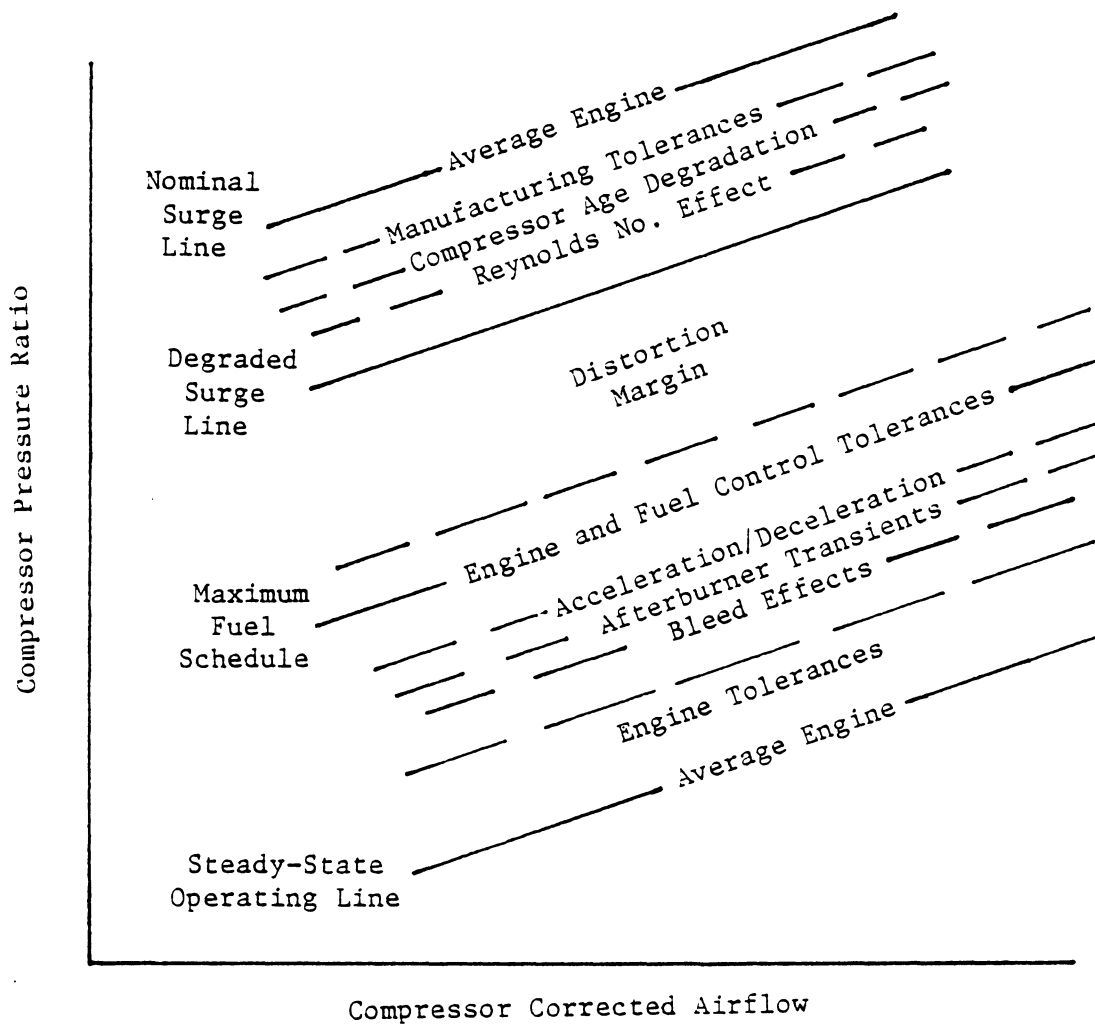 Average Engine
Manufacturing Tolerances
Compressor Age Degradation
Reynolds No. Effect
Nominal
Surge
Line
Degraded
Surge
Line
Distortion
Margin
Engine and Fuel Control Tolerances
Acceleration/Deceleration
Afterburner Transients
Bleed Effects
Maximum
Fuel
Schedule
Engine Tolerances
Average Engine
Steady-State
Operating Line
Compressor Pressure Ratio
Compressor Corrected Airflow